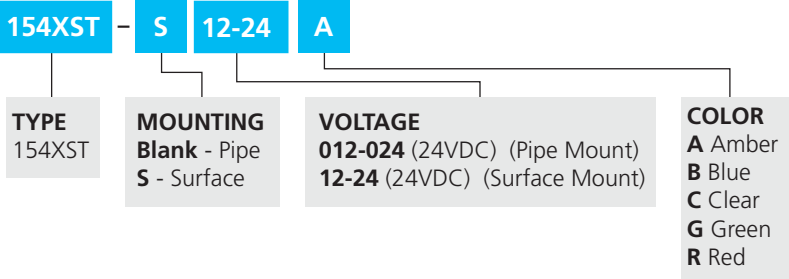 154XST – S 12-24 A
TYPE
154XST
MOUNTING
Blank - Pipe
S - Surface
VOLTAGE
012-024 (24VDC) (Pipe Mount)
12-24 (24VDC) (Surface Mount)
COLOR
A Amber
B Blue
C Clear
G Green
R Red